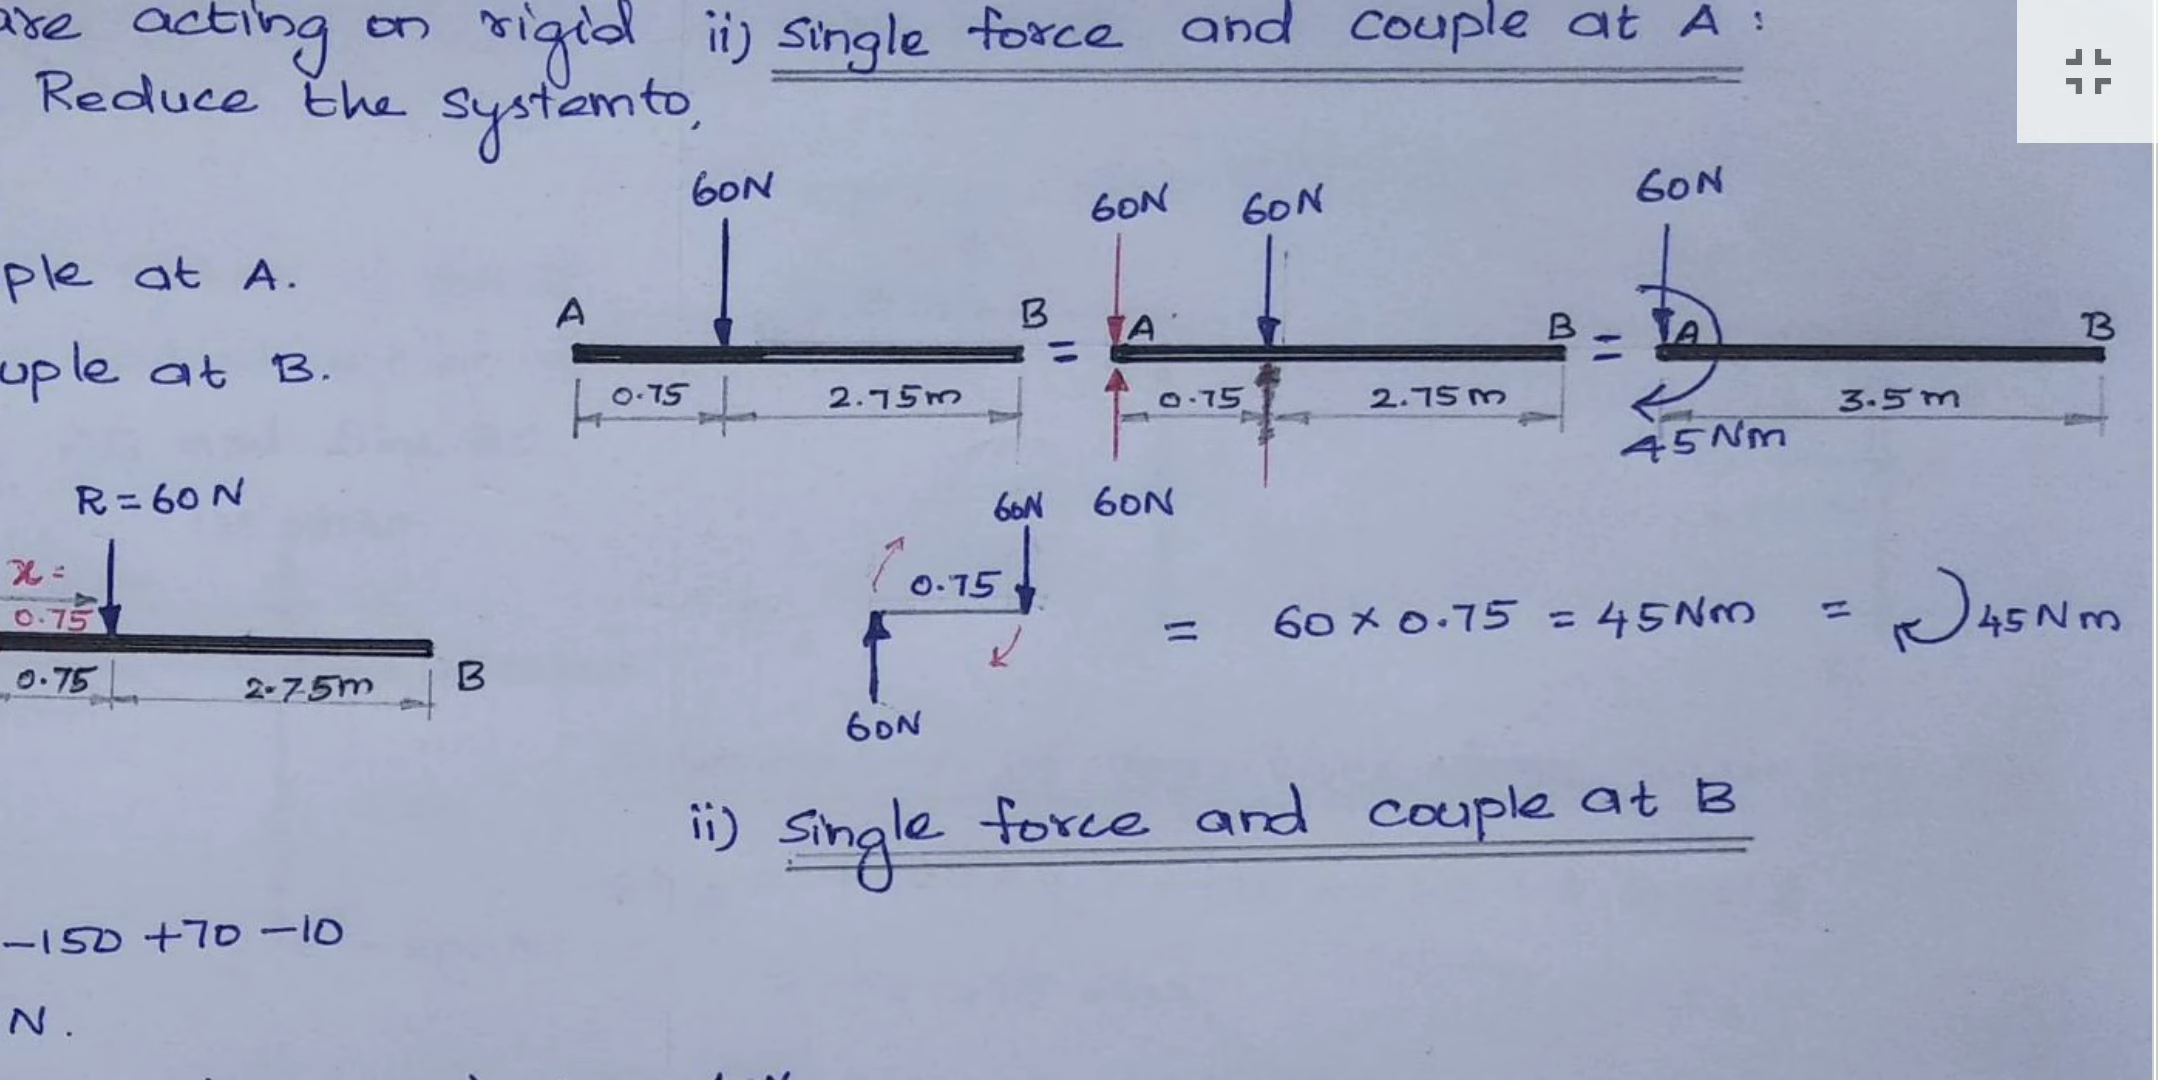 are acting on rigid
Reduce the system to,
ple at A.
uple at B.
R = 60 N
x =
0.75
0.75
2.75m
B
-150 +70 -10
N.
ii) Single force and couple at A :
60N
A
B
0.75
2.75m
=
60N
60N
A
B
0.75
2.75m
60N
=
60N
A
B
3.5m
45Nm
60N
0.75
60N
= 60 × 0.75 = 45Nm = 45Nm
ii) Single force and couple at B